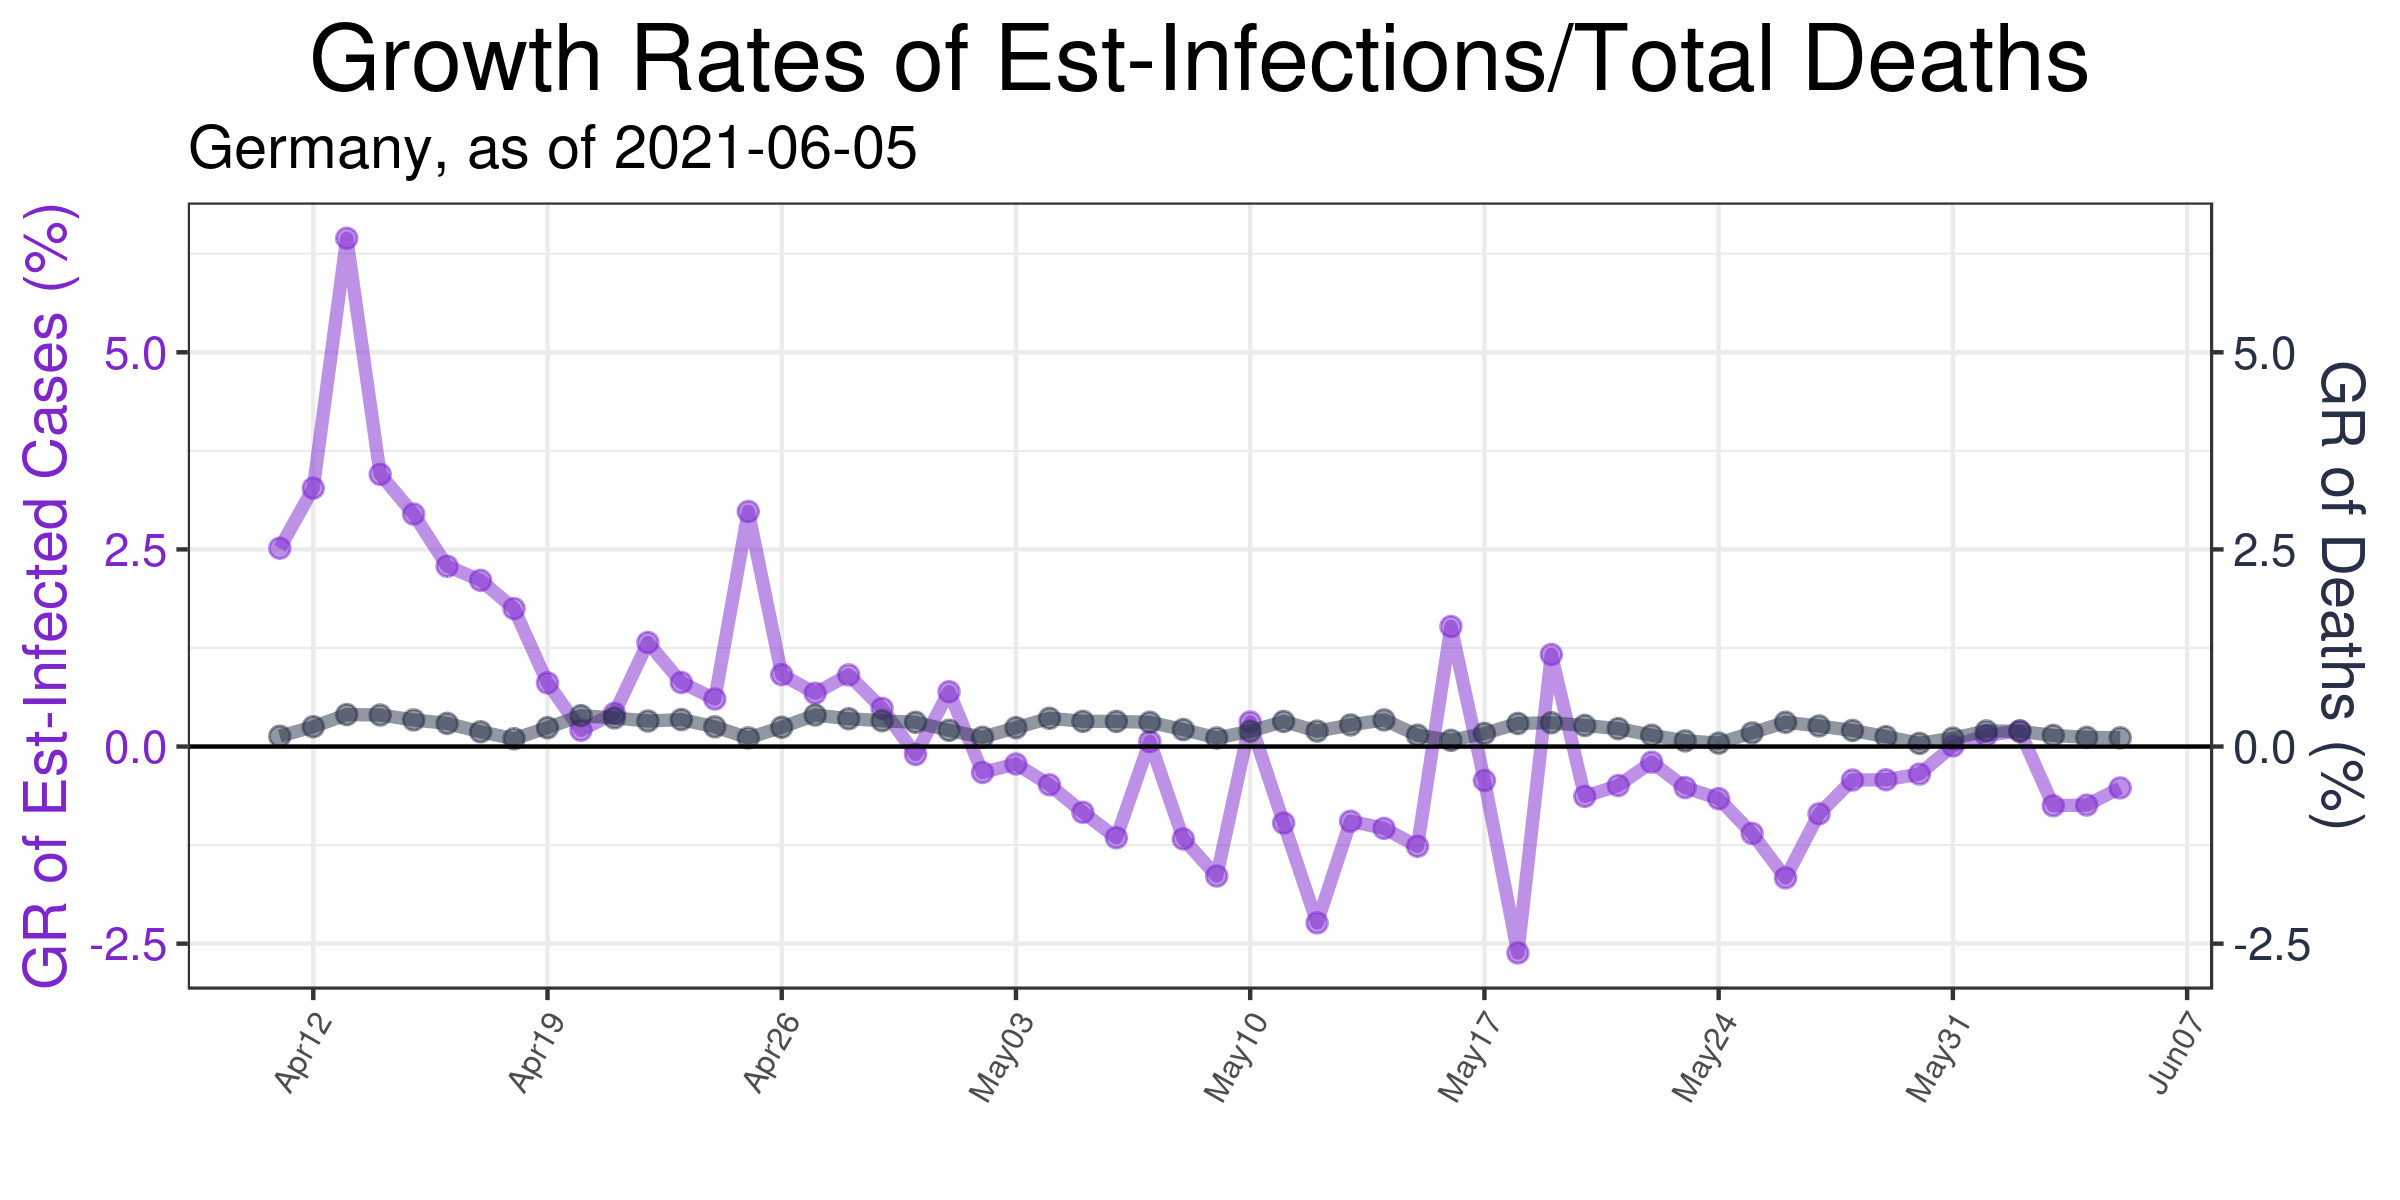 Growth Rates of Est-Infections/Total Deaths
Germany, as of 2021-06-05
GR of Est-Infected Cases (%)
5.0
2.5
0.0
-2.5
5.0
2.5
0.0
-2.5
GR of Deaths (%)
Apr12
Apr19
Apr26
May03
May10
May17
May24
May31
Jun07